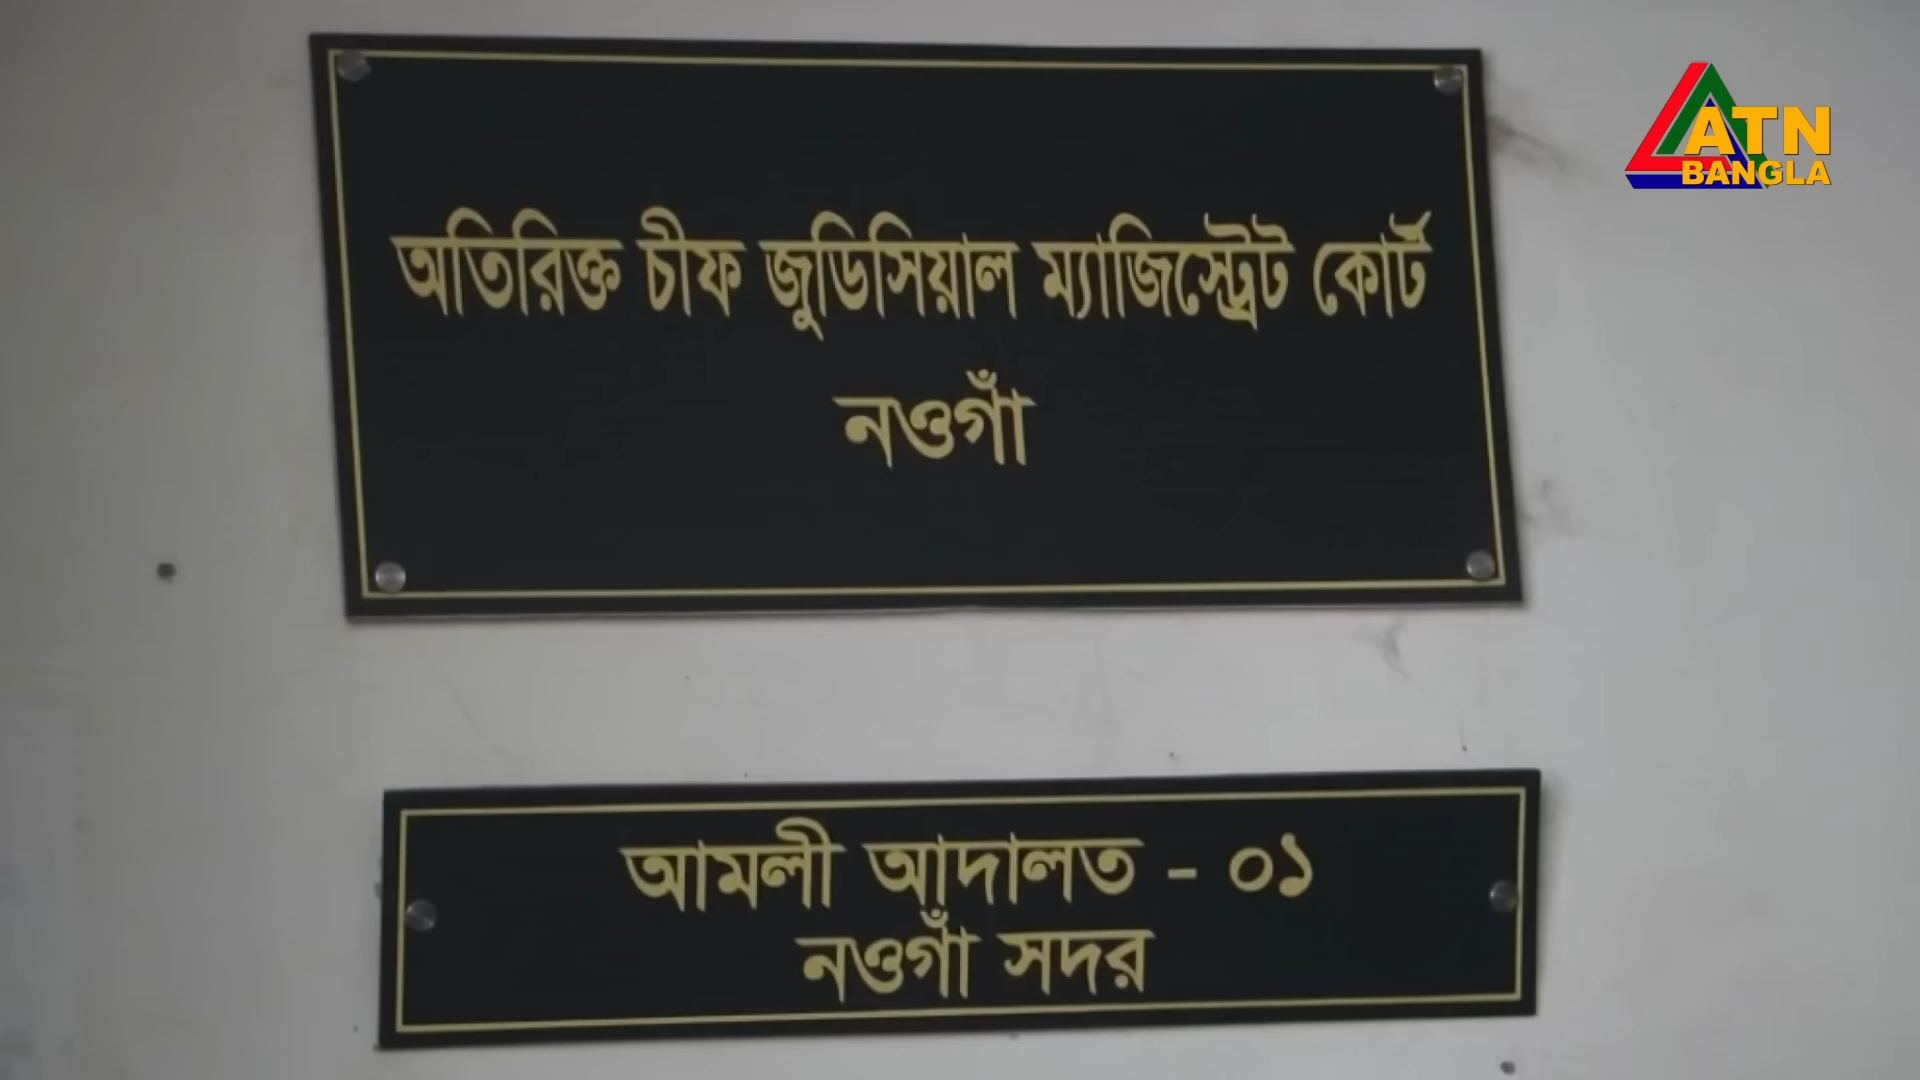 অতিরিক্ত চীফ জুডিসিয়াল ম্যাজিস্ট্রেট কোর্ট
নওগাঁ
ATN
BANGLA
আমলী আদালত - ০১
নওগাঁ সদর